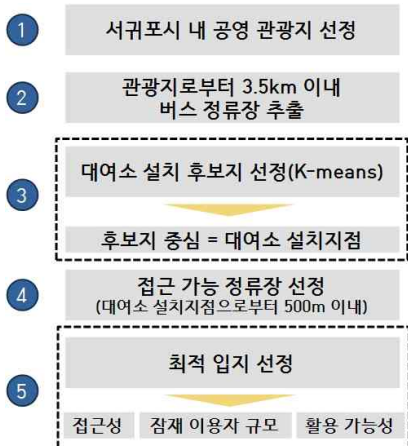 1
서귀포시 내 공영 관광지 선정
2
관광지로부터 3.5km 이내
버스 정류장 추출
3
대여소 설치 후보지 선정(K-means)
후보지 중심 = 대여소 설치지점
4
접근 가능 정류장 선정
(대여소 설치지점으로부터 500m 이내)
5
최적 입지 선정
접근성 잠재 이용자 규모 활용 가능성